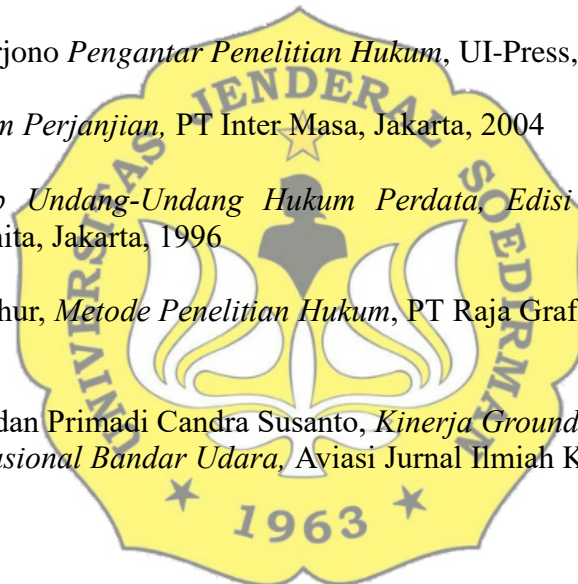 rjono Pengantar Penelitian Hukum, UI-Press,
m Perjanjian, PT Inter Masa, Jakarta, 2004
Undang-Undang Hukum Perdata, Edisi
nita, Jakarta, 1996
hur, Metode Penelitian Hukum, PT Raja Graf
dan Primadi Candra Susanto, Kinerja Ground
asional Bandar Udara, Aviasi Jurnal Ilmiah K
UNIVERSITAS JENDERAL SOEDIRMAN
1963